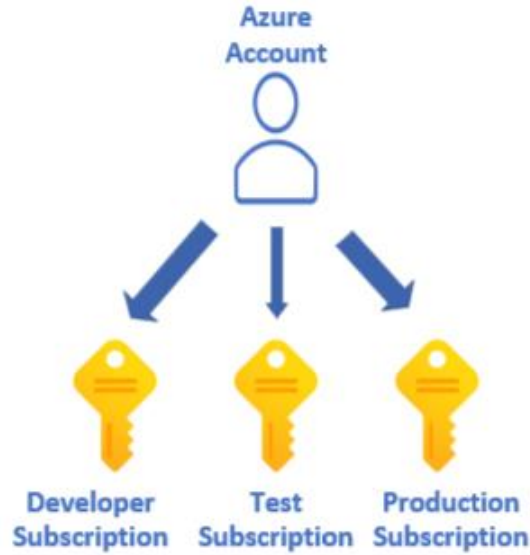 Azure
Account
Developer
Subscription
Test
Subscription
Production
Subscription